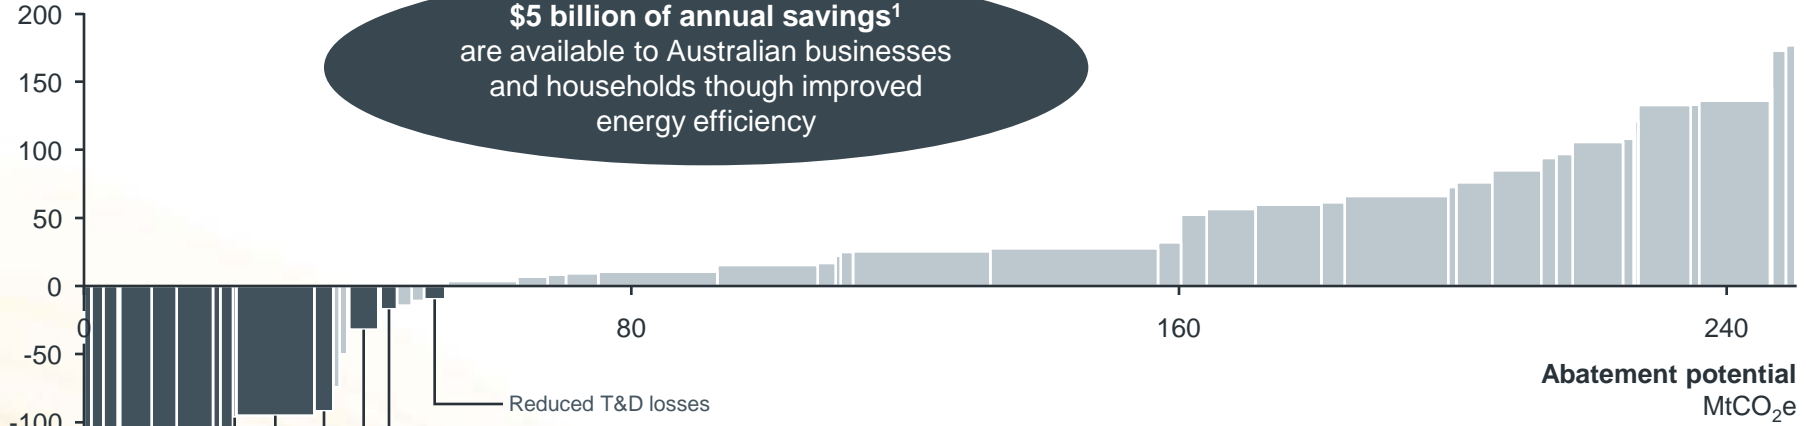 200
$5 billion of annual savings¹
are available to Australian businesses
and households though improved
energy efficiency
150
100
50
0
0
80
160
240
-50
Abatement potential
MtCO₂e
Reduced T&D losses
-100